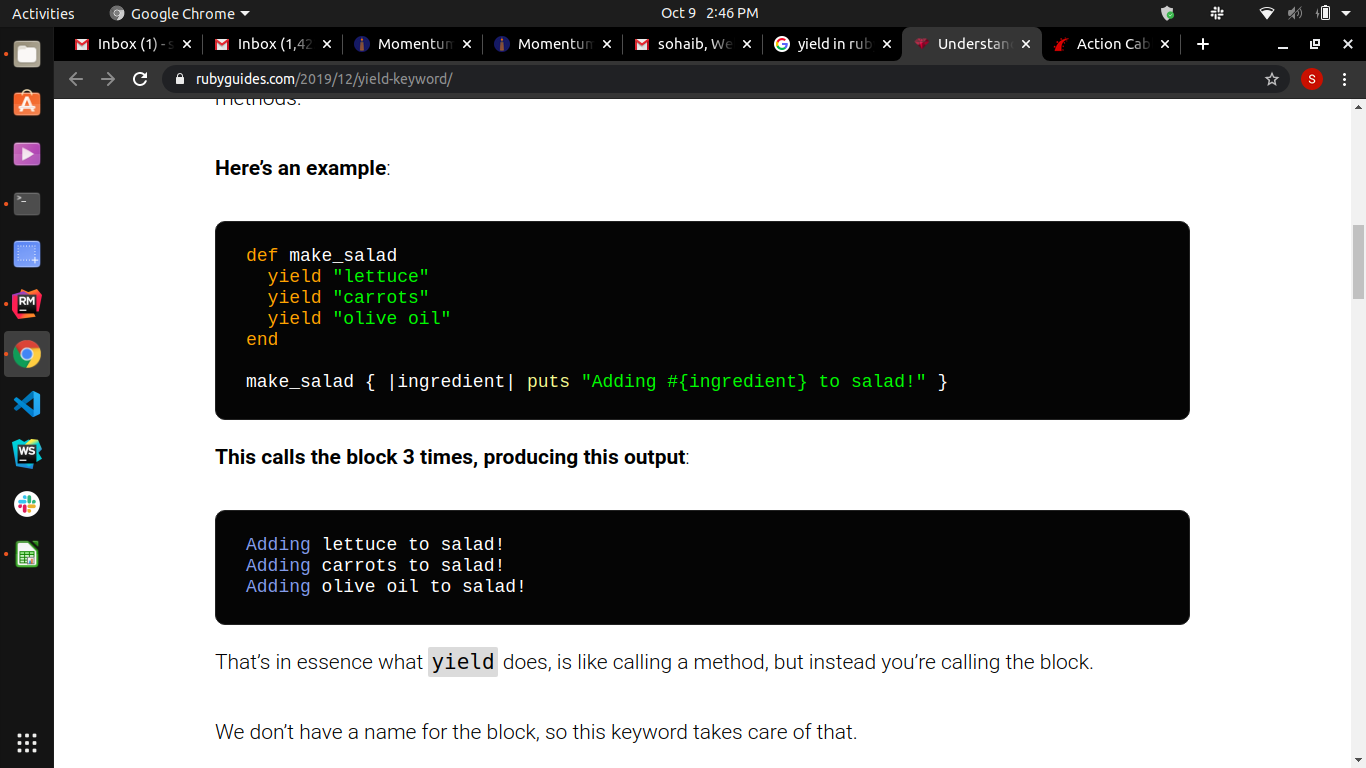 Activities
Google Chrome
Oct 9 2:46 PM
Inbox (1) - s
Inbox (1,42
Momentum
Momentum
sohaib, We
yield in rub
Understan
Action Cab
rubyguides.com/2019/12/yield-keyword/
S
methods.
Here’s an example:
def make_salad
  yield "lettuce"
  yield "carrots"
  yield "olive oil"
end
make_salad { |ingredient| puts "Adding #{ingredient} to salad!" }
This calls the block 3 times, producing this output:
Adding lettuce to salad!
Adding carrots to salad!
Adding olive oil to salad!
That’s in essence what yield does, is like calling a method, but instead you’re calling the block.
We don’t have a name for the block, so this keyword takes care of that.
RM
WS